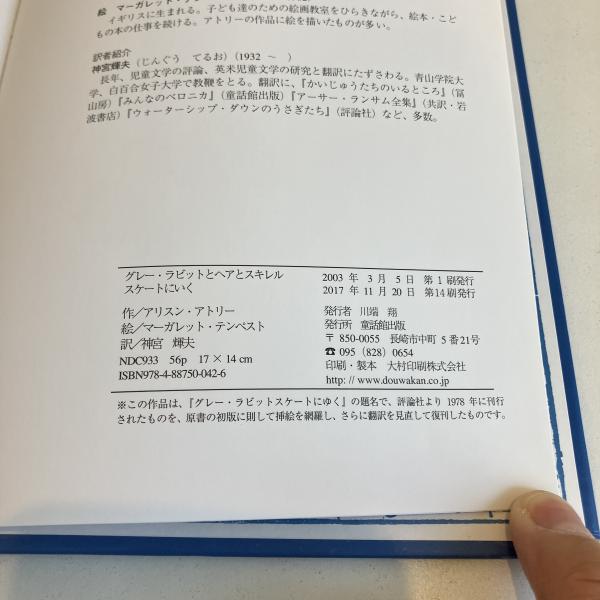 絵 マーガレット・テン
イギリスに生まれる。子ども達のための絵画教室をひらきながら、絵本・こど
もの本の仕事を続ける。アトリーの作品に絵を描いたものが多い。
訳者紹介
神宮輝夫(じんぐう てるお)(1932 〜 )
長年、児童文学の評論、英米児童文学の研究と翻訳にたずさわる。青山学院大
学、白百合女子大学で教鞭をとる。翻訳に、『かいじゅうたちのいるところ』(冨
山房)『みんなのベロニカ』(童話館出版)『アーサー・ランサム全集』(共訳・岩
波書店)『ウォーターシップ・ダウンのうさぎたち』(評論社)など、多数。
グレー・ラビットとヘアとスキレル
スケートにいく
作/アリスン・アトリー
絵/マーガレット・テンペスト
訳/神宮 輝夫
NDC933 56p 17×14cm
ISBN978-4-88750-042-6
2003 年 3 月 5 日 第 1 刷発行
2017 年 11 月 20 日 第14刷発行
発行者 川端 翔
発行所 童話館出版
〒 850-0055 長崎市中町 5 番21号
☎ 095 (828) 0654
印刷・製本 大村印刷株式会社
http://www.douwakan.co.jp
※この作品は、『グレー・ラビットスケートにゆく』の題名で、評論社より 1978 年に刊行
されたものを、原書の初版に則して挿絵を網羅し、さらに翻訳を見直して復刊したものです。